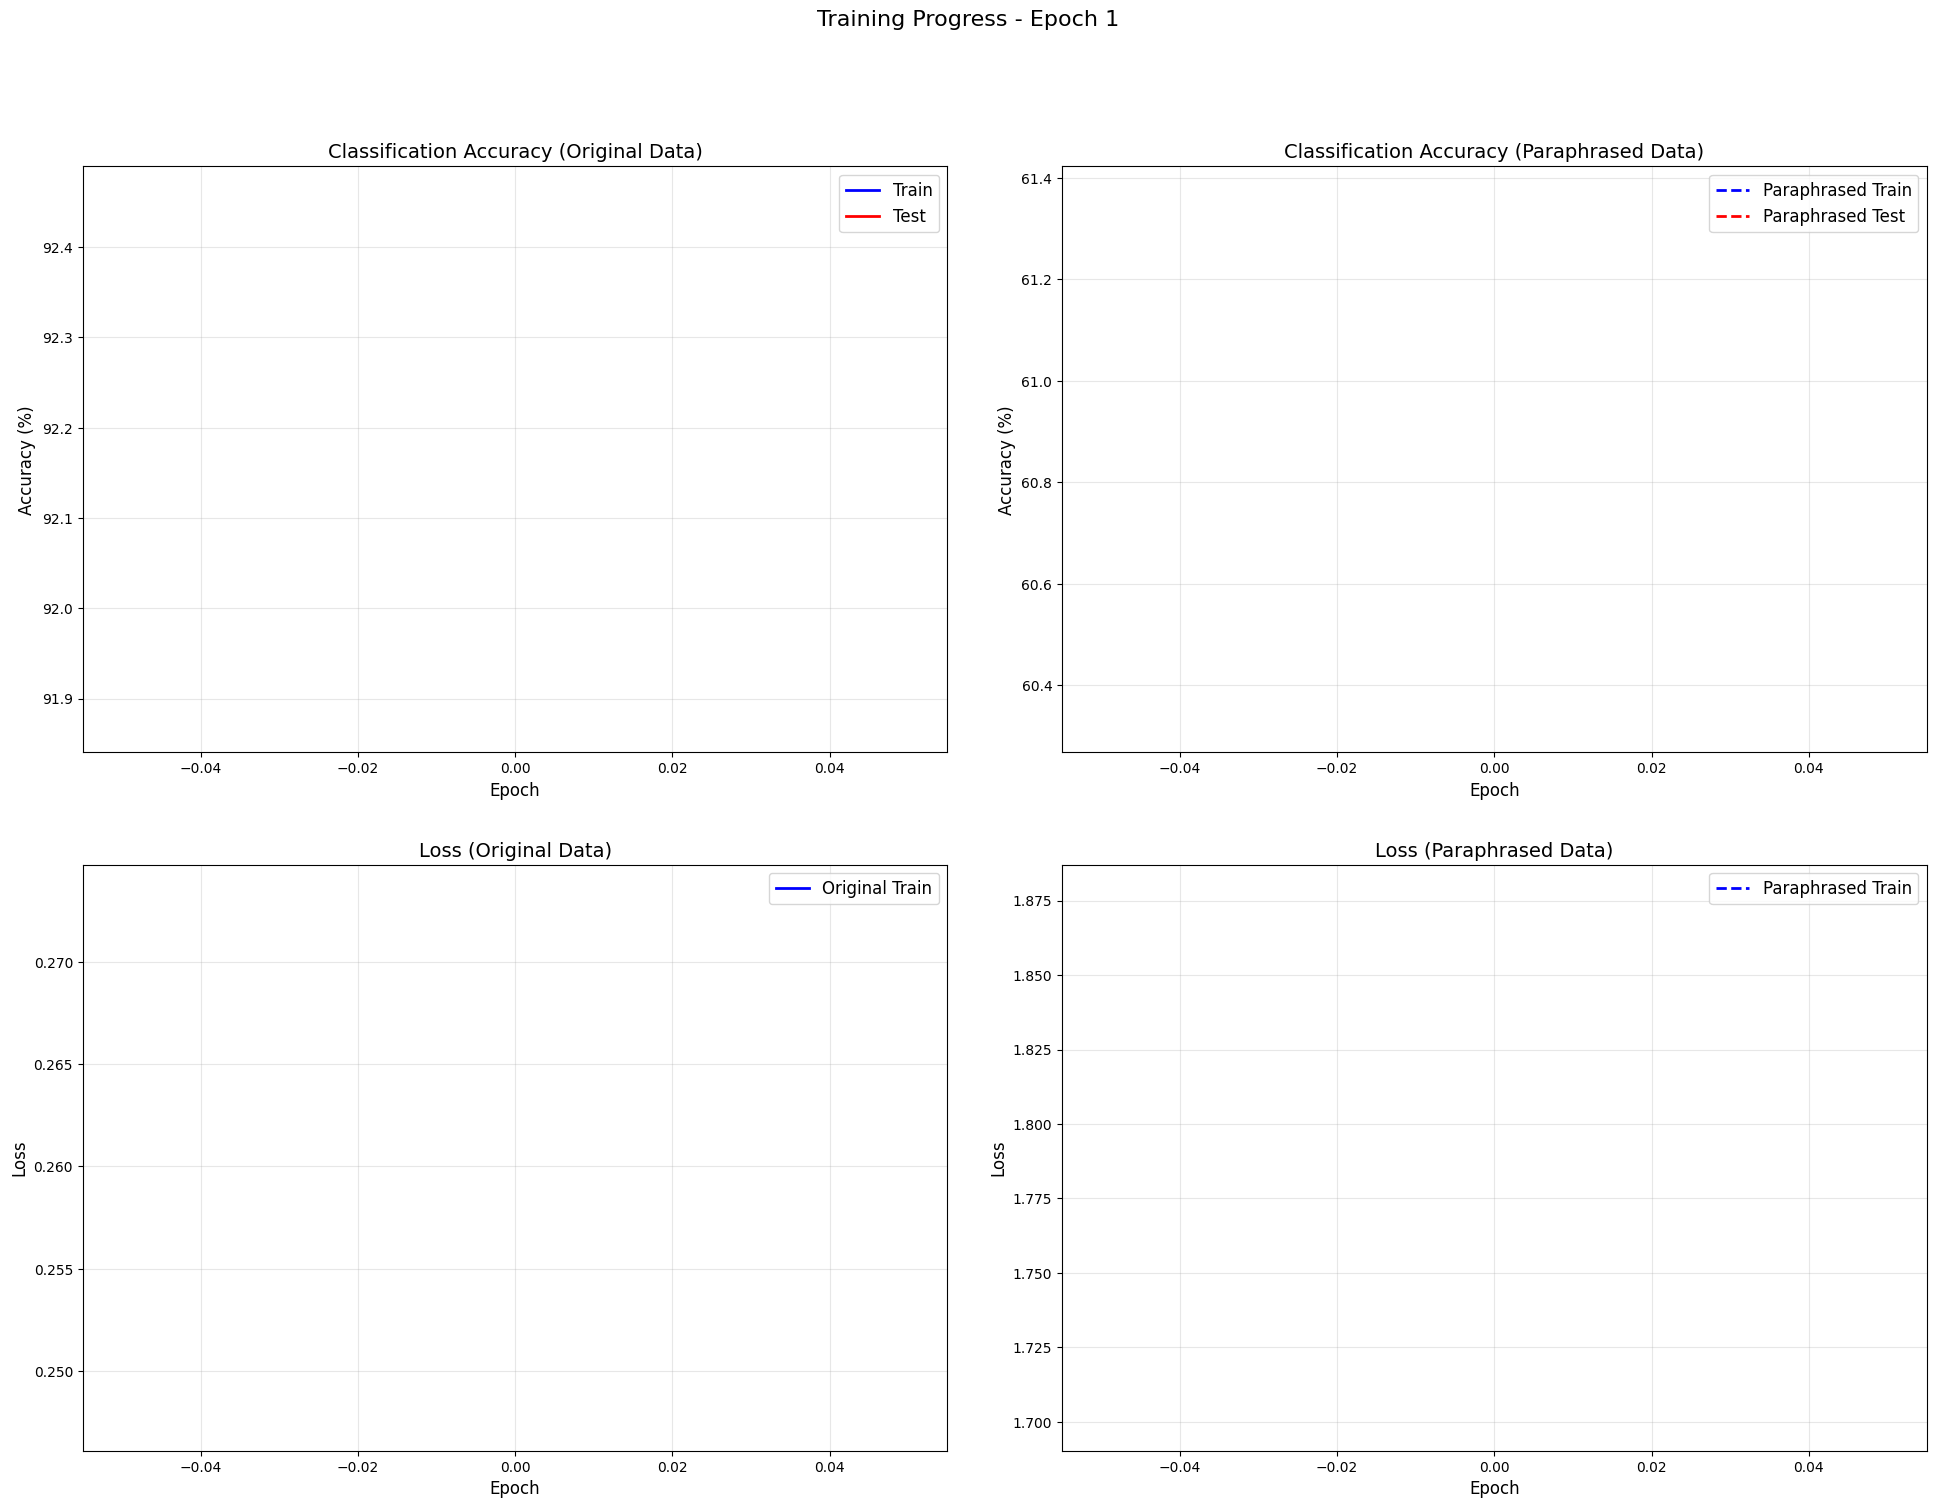 Training Progress - Epoch 1
Classification Accuracy (Original Data)
Train
Test
92.4
92.3
92.2
92.1
92.0
91.9
Accuracy (%)
−0.04
−0.02
0.00
0.02
0.04
Epoch
Classification Accuracy (Paraphrased Data)
Paraphrased Train
Paraphrased Test
61.4
61.2
61.0
60.8
60.6
60.4
Accuracy (%)
−0.04
−0.02
0.00
0.02
0.04
Epoch
Loss (Original Data)
Original Train
0.270
0.265
0.260
0.255
0.250
Loss
−0.04
−0.02
0.00
0.02
0.04
Epoch
Loss (Paraphrased Data)
Paraphrased Train
1.875
1.850
1.825
1.800
1.775
1.750
1.725
1.700
Loss
−0.04
−0.02
0.00
0.02
0.04
Epoch